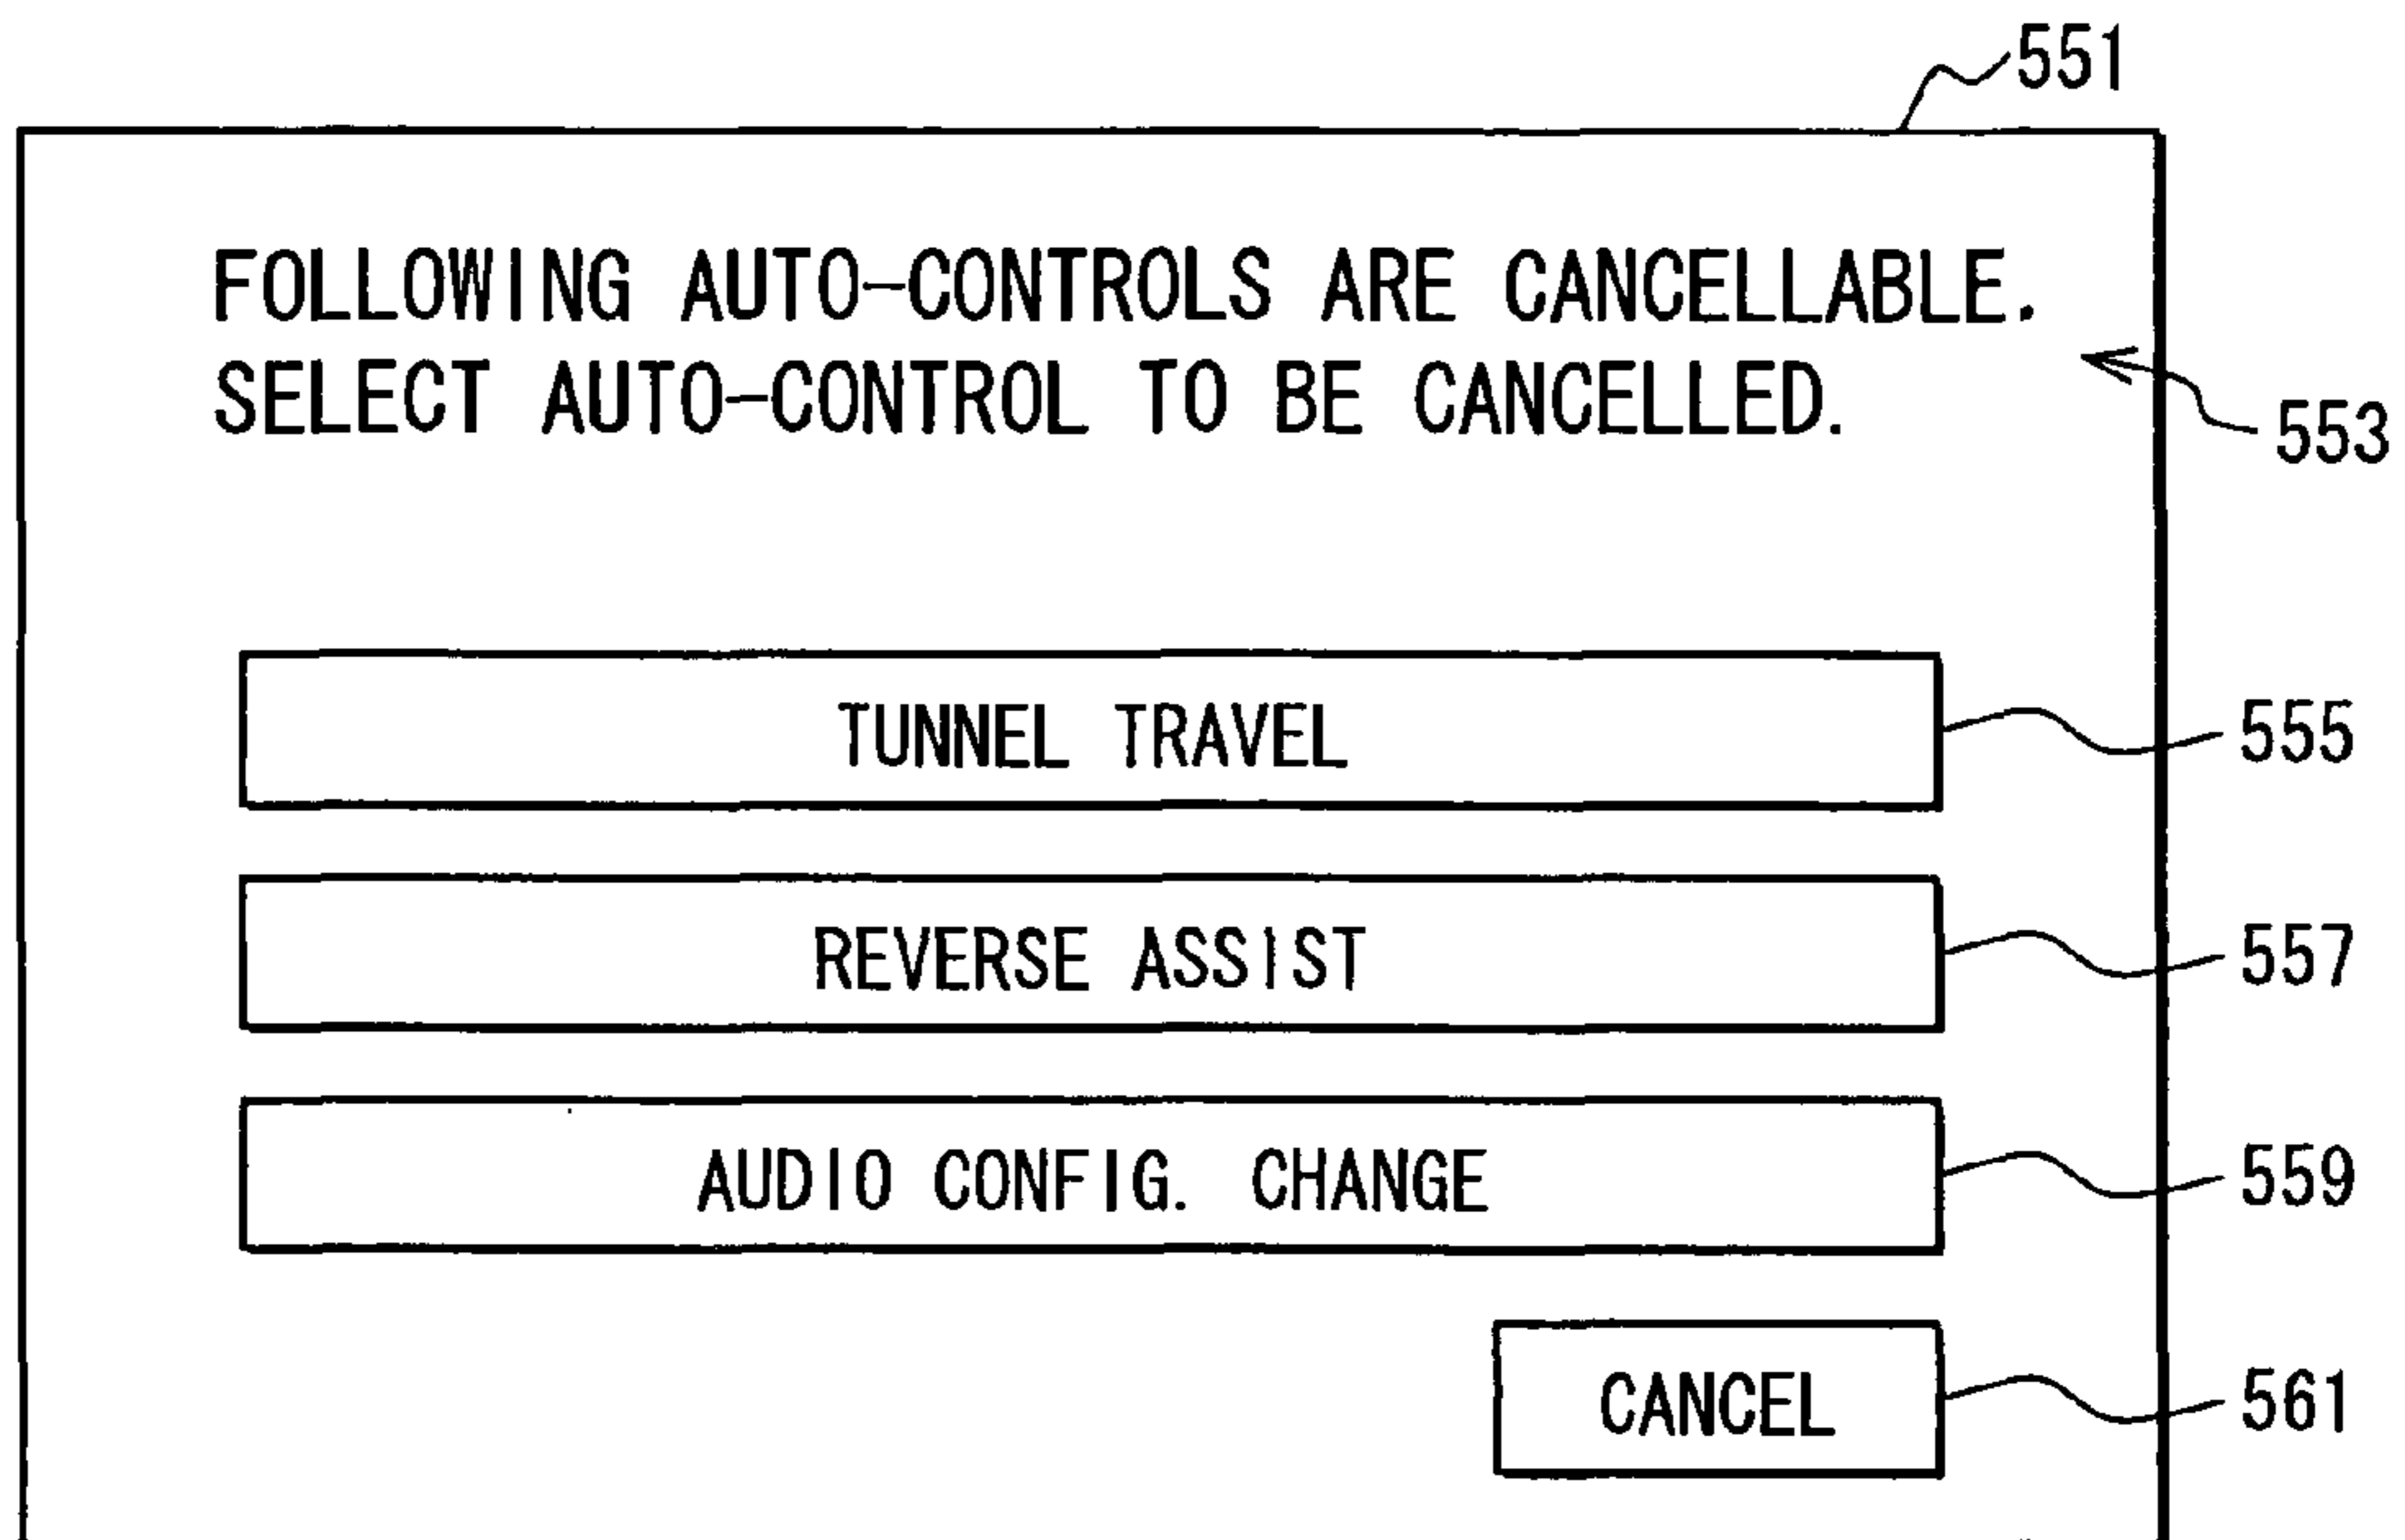 551
FOLLOWING AUTO-CONTROLS ARE CANCELLABLE.
SELECT AUTO-CONTROL TO BE CANCELLED.
553
TUNNEL TRAVEL
555
REVERSE ASSIST
557
AUDIO CONFIG. CHANGE
559
CANCEL
561